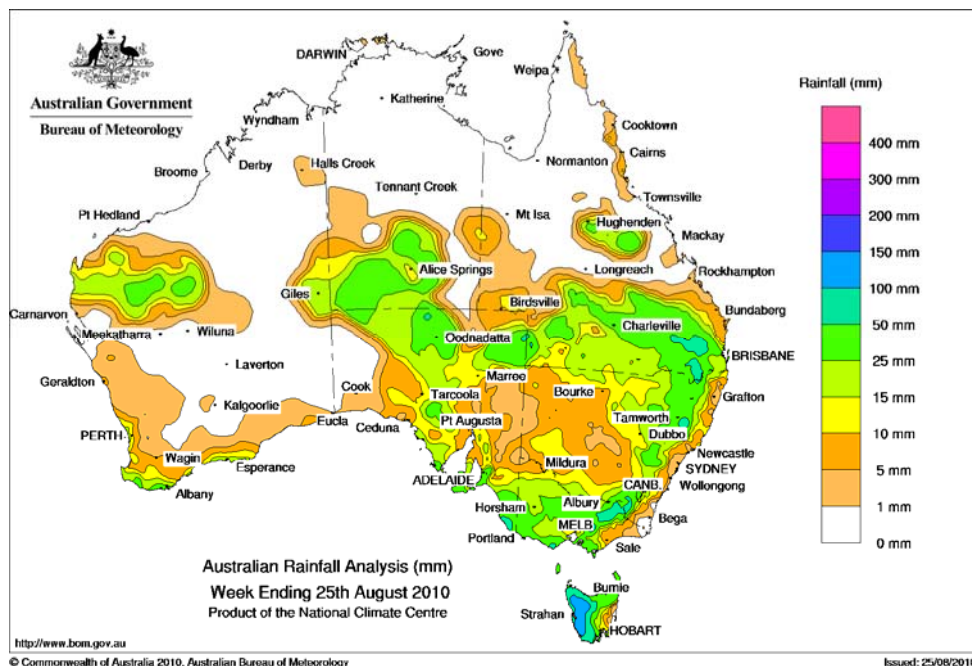 Australian Government
Bureau of Meteorology
DARWIN
Gove
Weipa
Katherine
Wyndham
Cooktown
Derby
Halls Creek
Normanton
Cairns
Broome
Tennant Creek
Townsville
Pt Hedland
Mt Isa
Hughenden
Mackay
Alice Springs
Longreach
Rockhampton
Giles
Birdsville
Carnarvon
Bundaberg
Meekatharra
Wiluna
Oodnadatta
Charleville
BRISBANE
Laverton
Marree
Geraldton
Cook
Tarcoola
Bourke
Grafton
Kalgoorlie
Eucla
Ceduna
Pt Augusta
Tamworth
PERTH
Dubbo
Wagin
Esperance
Mildura
Newcastle
SYDNEY
ADELAIDE
CANB.
Wollongong
Albany
Horsham
Albury
Bega
Portland
MELB
Sale
Burnie
Strahan
HOBART
Rainfall (mm)
400 mm
300 mm
200 mm
150 mm
100 mm
50 mm
25 mm
15 mm
10 mm
5 mm
1 mm
0 mm
Australian Rainfall Analysis (mm)
Week Ending 25th August 2010
Product of the National Climate Centre
http://www.bom.gov.au
© Commonwealth of Australia 2010, Australian Bureau of Meteorology
Issued: 25/08/2010